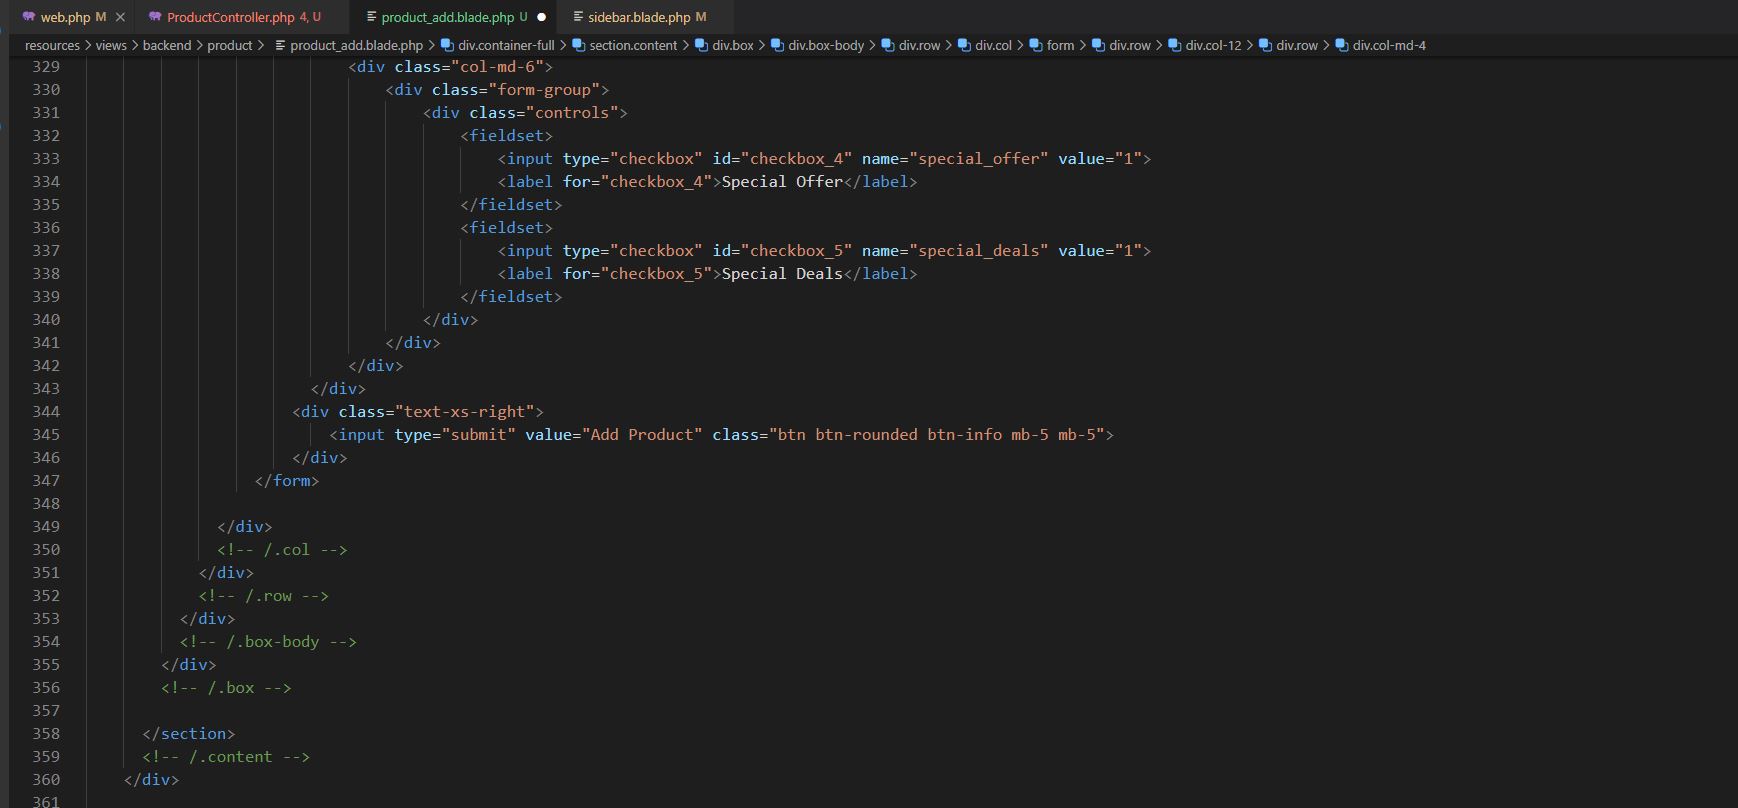 web.php M
ProductController.php 4, U
product_add.blade.php U
sidebar.blade.php M
resources > views > backend > product > product_add.blade.php > div.container-full > section.content > div.box > div.box-body > div.row > div.col > form > div.row > div.col-12 > div.row > div.col-md-4
329 <div class="col-md-6">
330 <div class="form-group">
331 <div class="controls">
332 <fieldset>
333 <input type="checkbox" id="checkbox_4" name="special_offer" value="1">
334 <label for="checkbox_4">Special Offer</label>
335 </fieldset>
336 <fieldset>
337 <input type="checkbox" id="checkbox_5" name="special_deals" value="1">
338 <label for="checkbox_5">Special Deals</label>
339 </fieldset>
340 </div>
341 </div>
342 </div>
343 </div>
344 <div class="text-xs-right">
345 <input type="submit" value="Add Product" class="btn btn-rounded btn-info mb-5 mb-5">
346 </div>
347 </form>
348
349 </div>
350 <!-- /.col -->
351 </div>
352 <!-- /.row -->
353 </div>
354 <!-- /.box-body -->
355 </div>
356 <!-- /.box -->
357
358 </section>
359 <!-- /.content -->
360 </div>
361